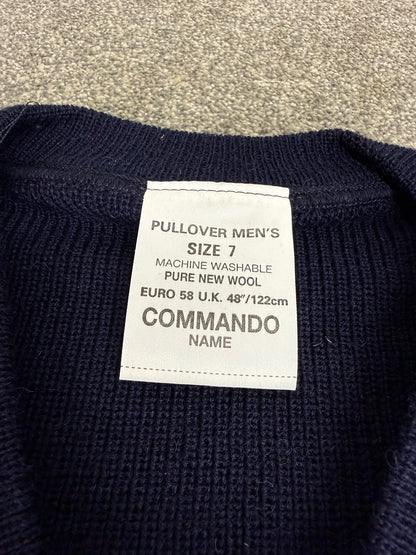 PULLOVER MEN'S
SIZE 7
MACHINE WASHABLE
PURE NEW WOOL
EURO 58 U.K. 48"/122cm
COMMANDO
NAME